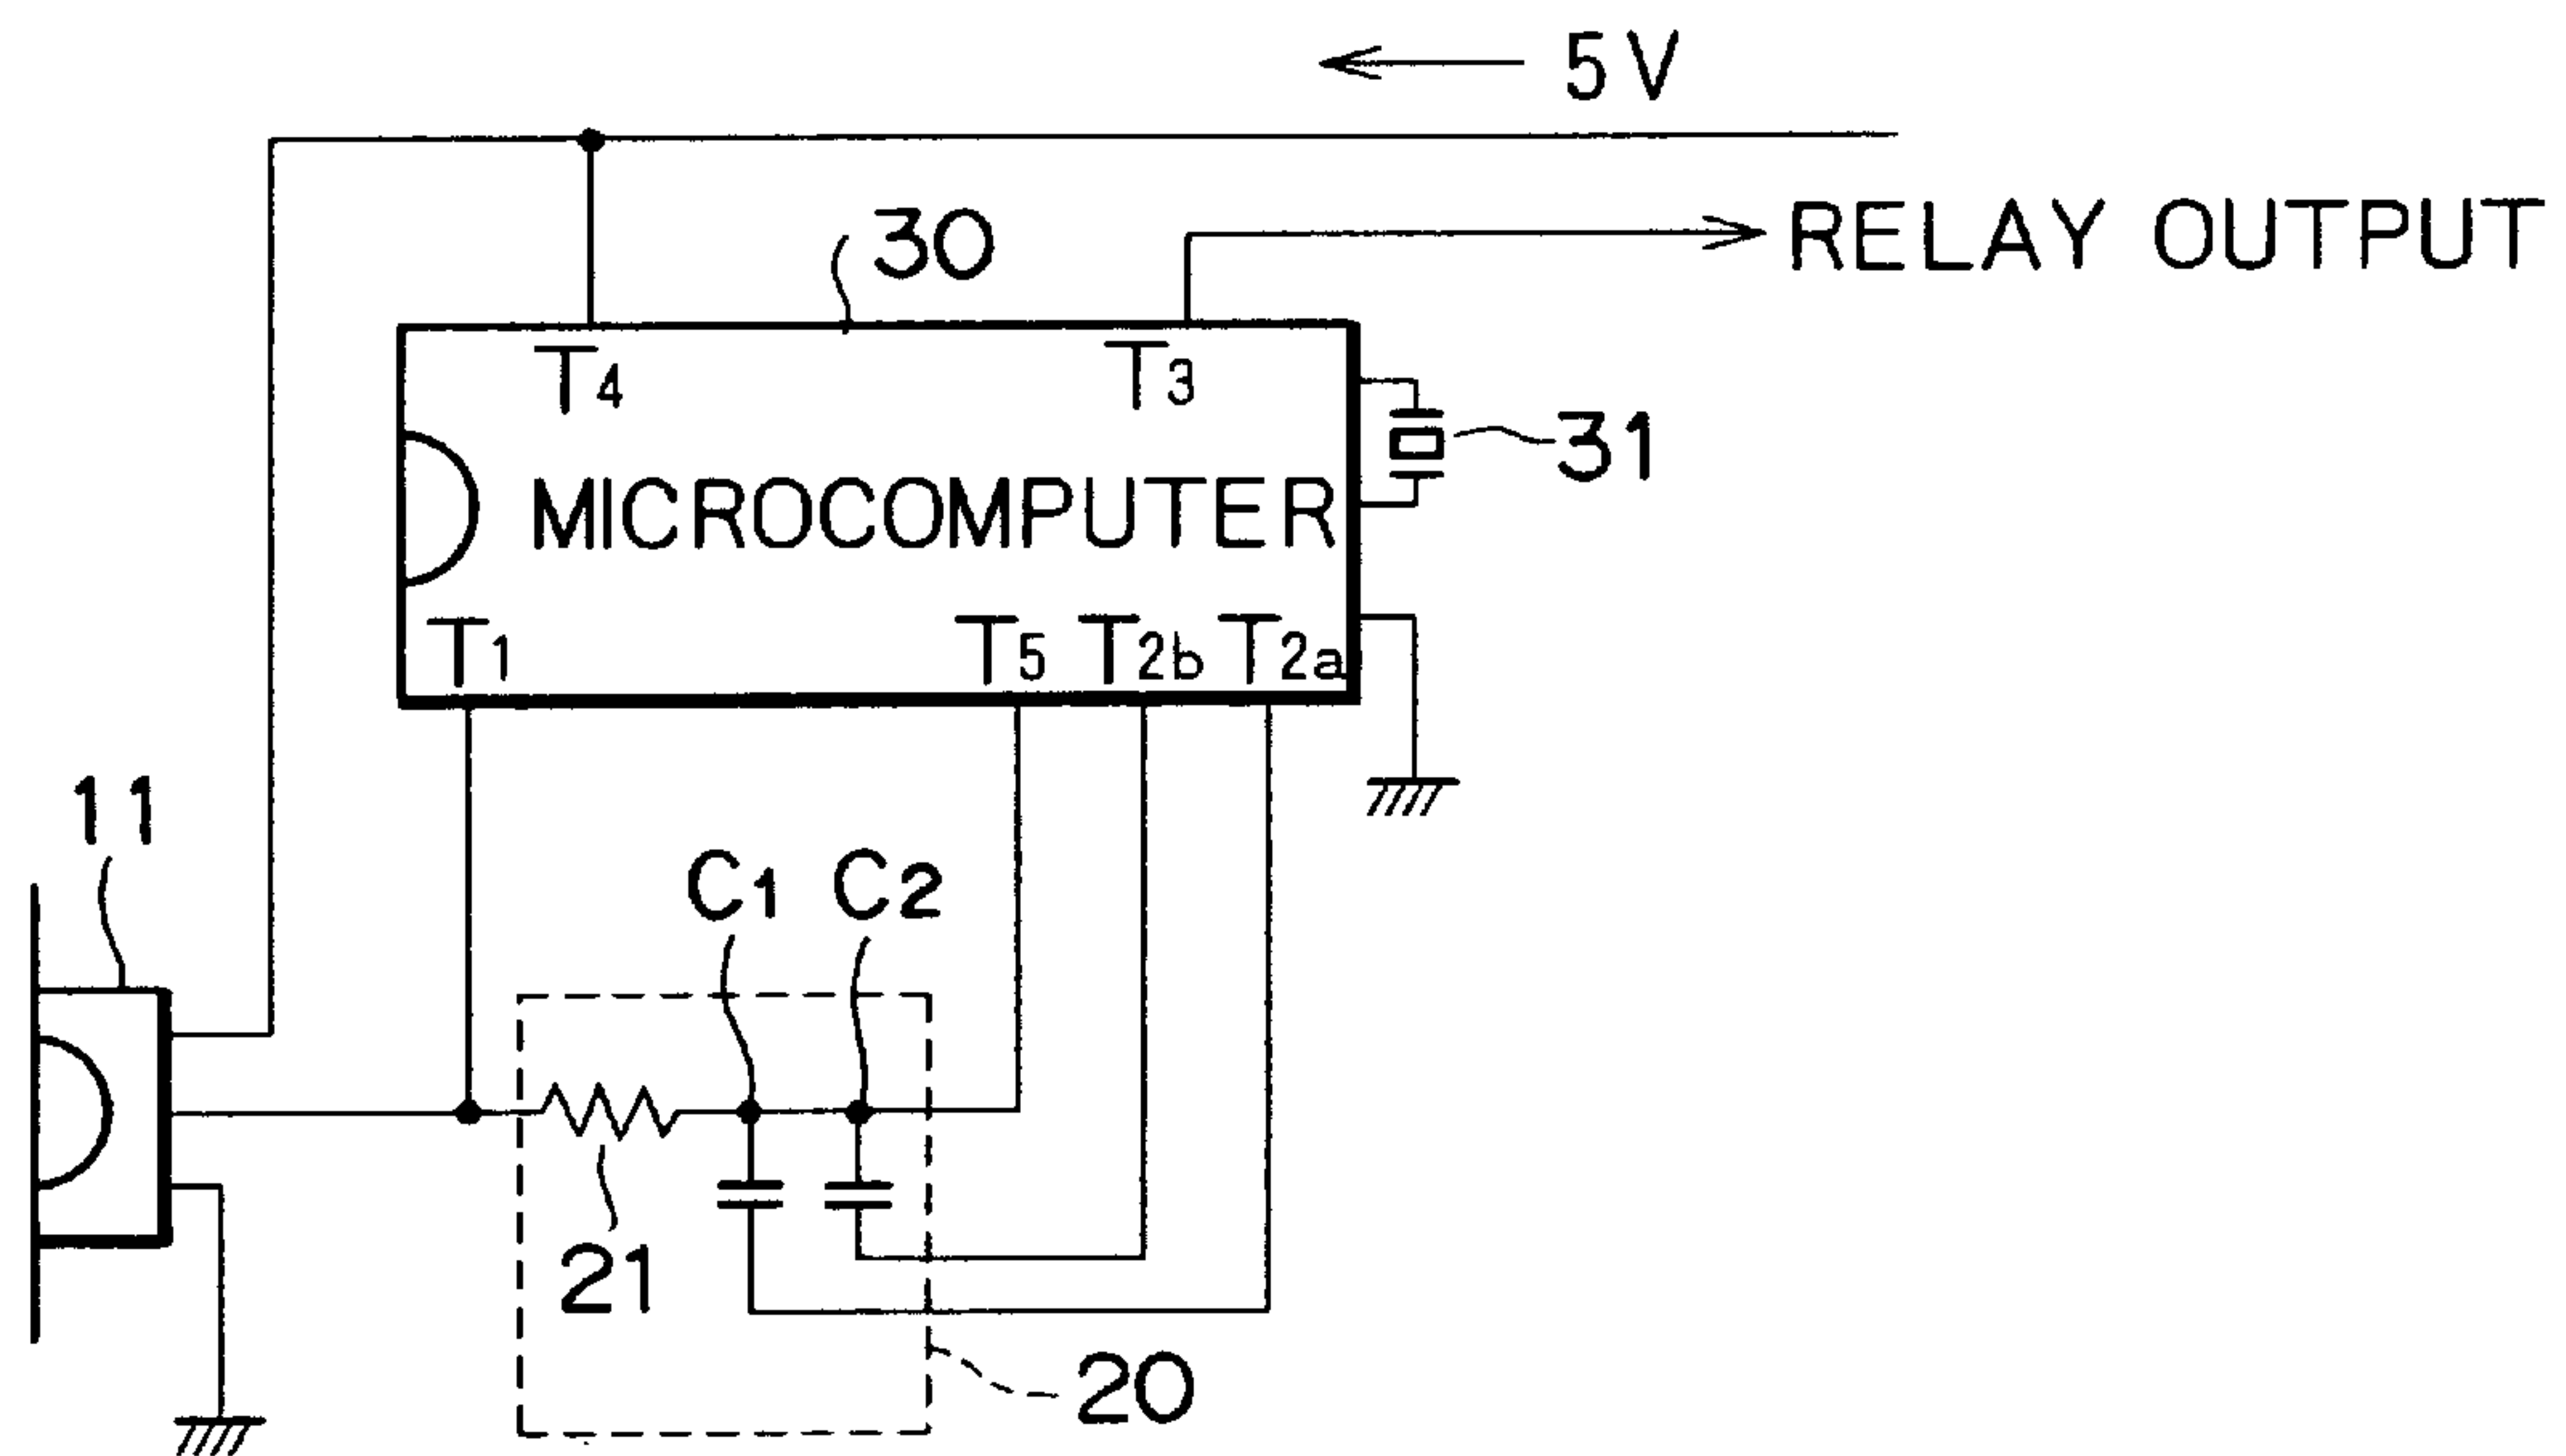 5V
RELAY OUTPUT
30
T4 T3
31
MICROCOMPUTER
T1 T5 T2b T2a
11
C1 C2
21
20